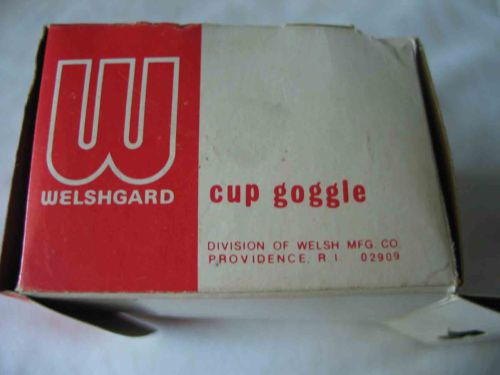 W
WELSHGARD
cup goggle
DIVISION OF WELSH MFG. CO.
PROVIDENCE, R. I. 02909